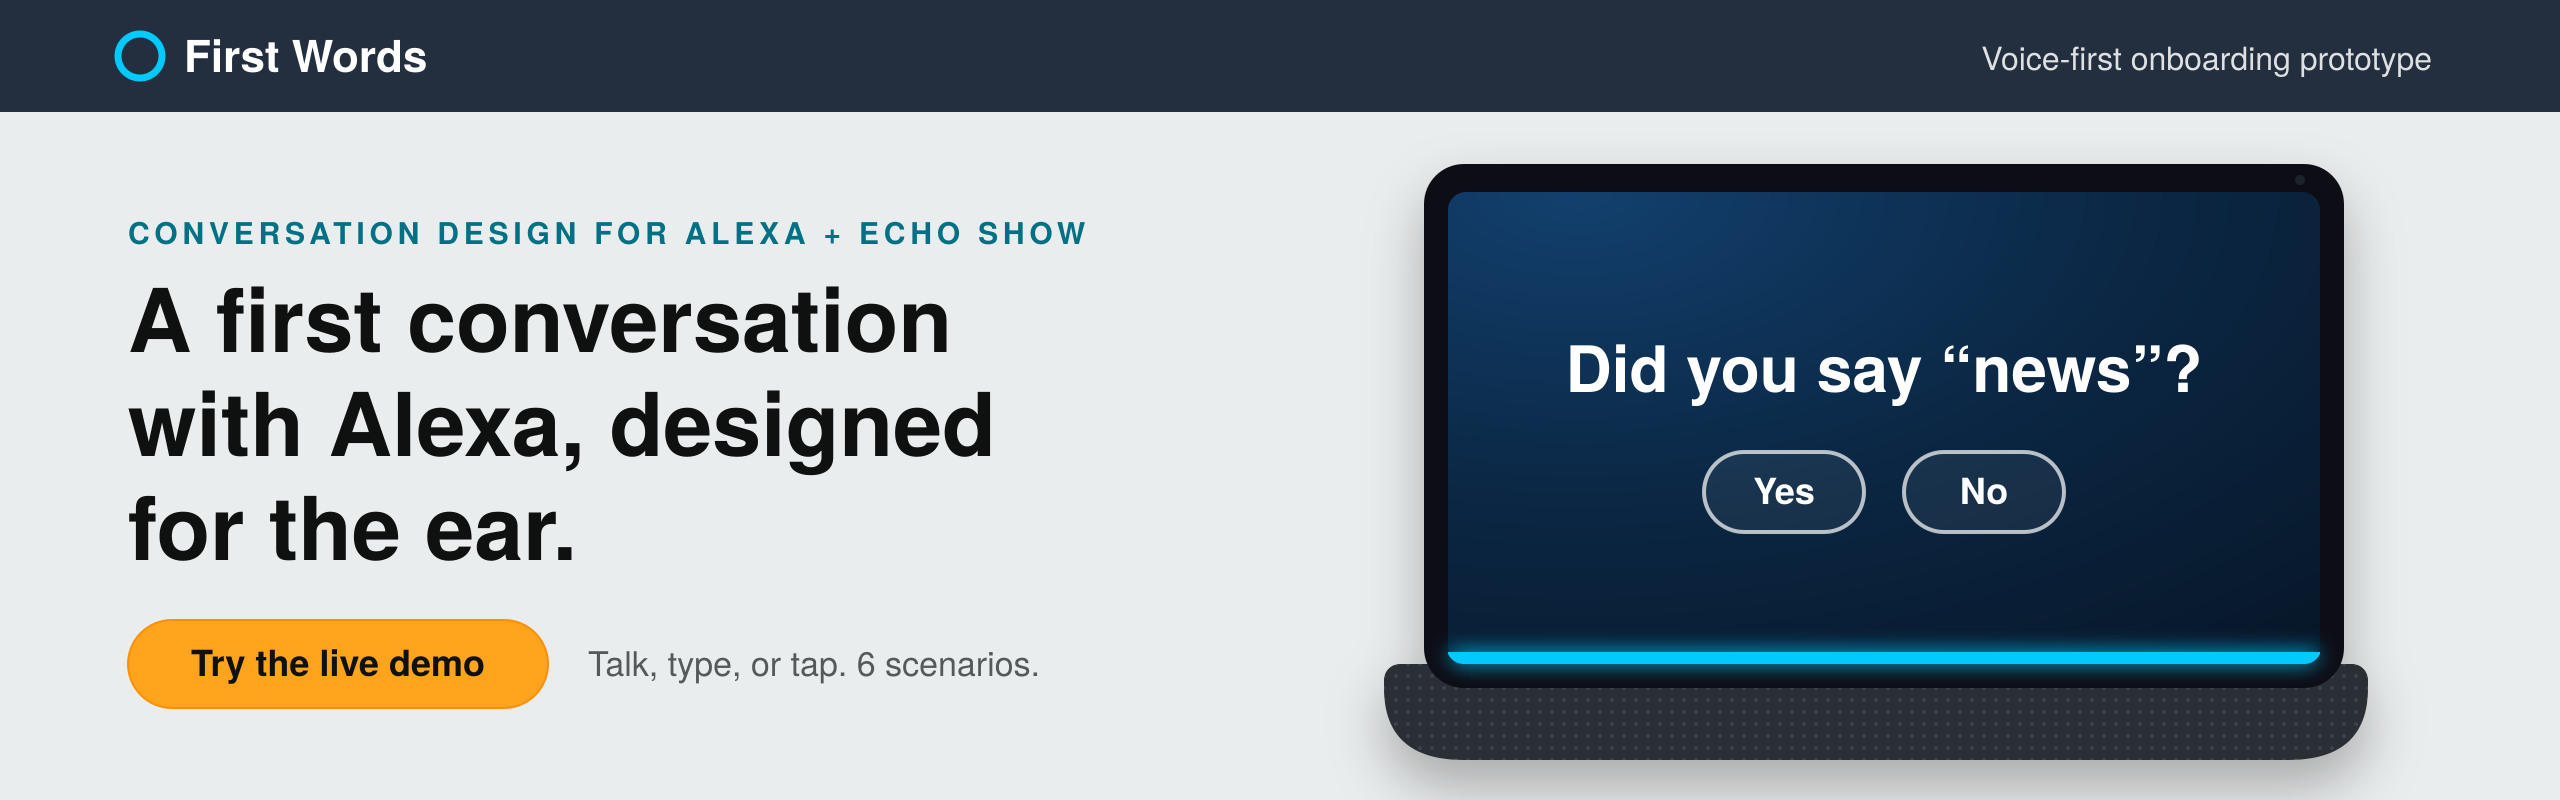 First Words
Voice-first onboarding prototype
CONVERSATION DESIGN FOR ALEXA + ECHO SHOW
A first conversation
with Alexa, designed
for the ear.
Try the live demo
Talk, type, or tap. 6 scenarios.
Did you say “news”?
Yes
No